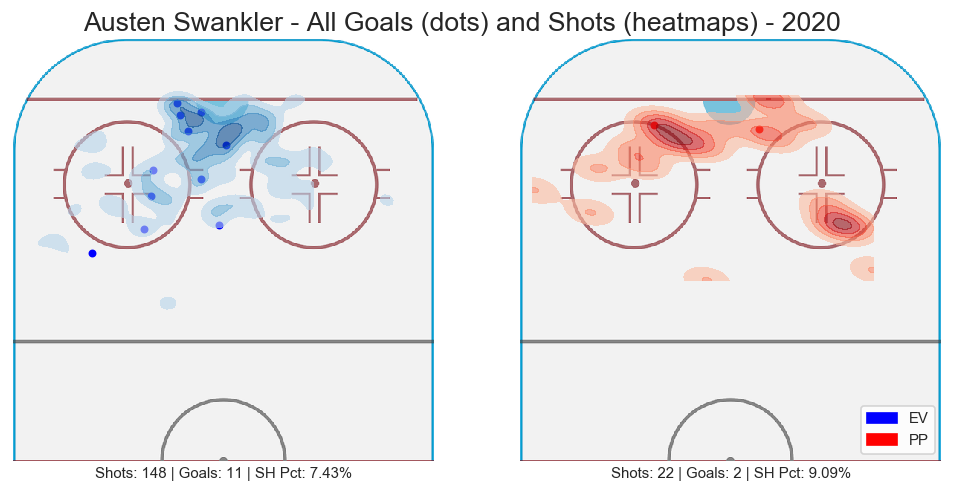 Austen Swankler - All Goals (dots) and Shots (heatmaps) - 2020
EV
PP
Shots: 148 | Goals: 11 | SH Pct: 7.43%
Shots: 22 | Goals: 2 | SH Pct: 9.09%